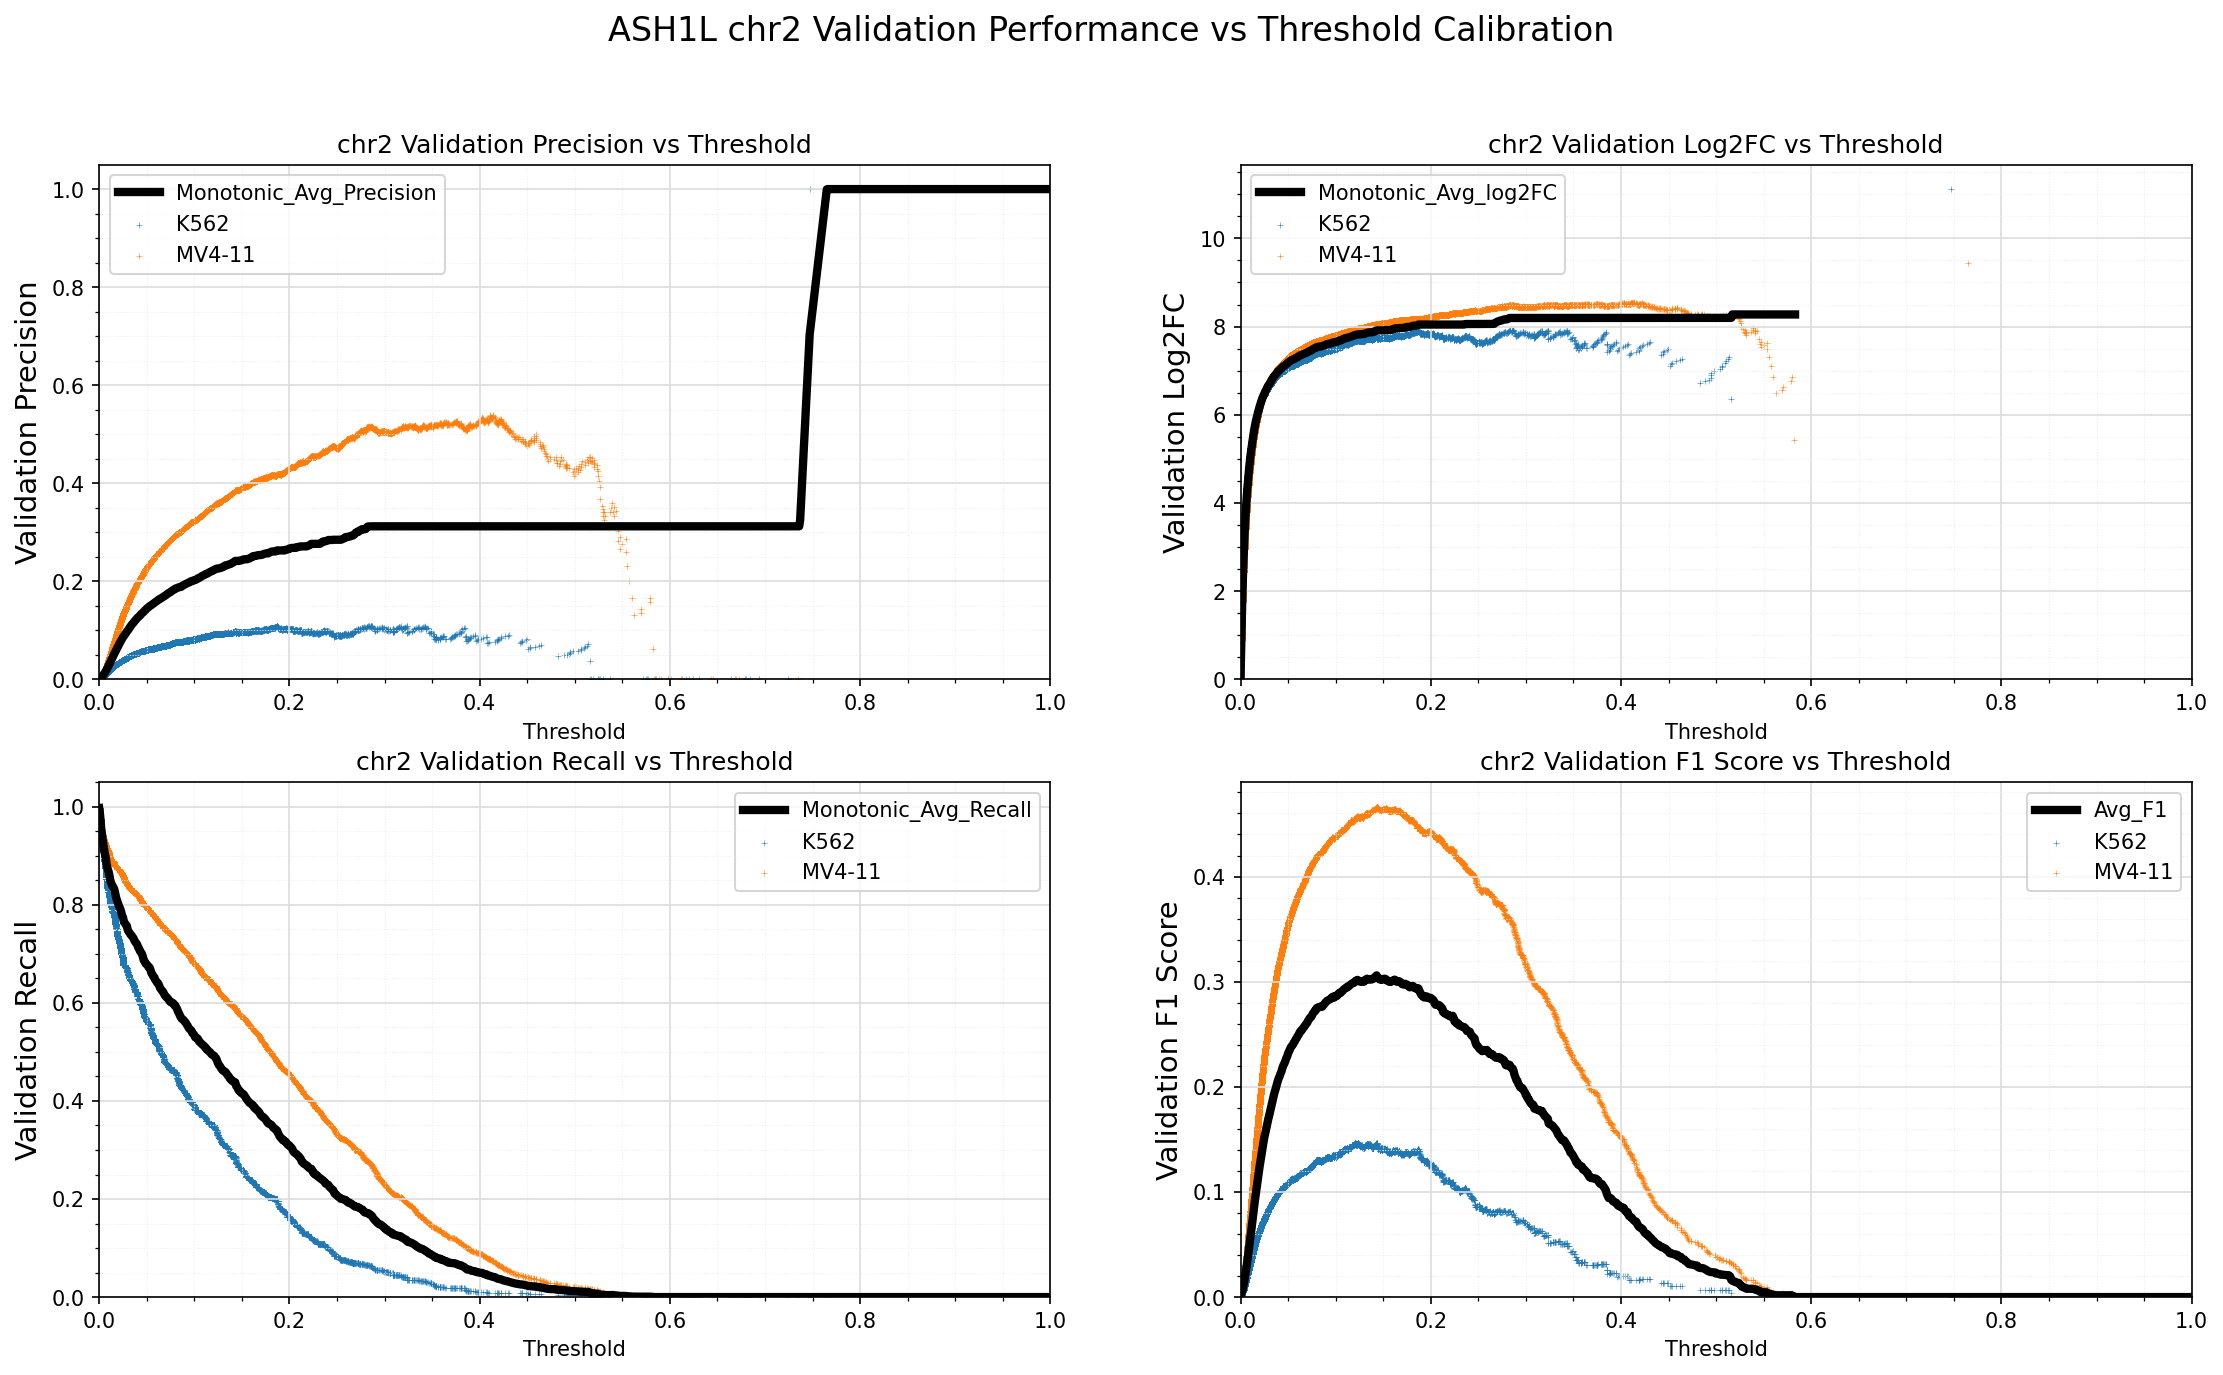 ASH1L chr2 Validation Performance vs Threshold Calibration
chr2 Validation Precision vs Threshold
Monotonic_Avg_Precision
K562
MV4-11
Validation Precision
1.0
0.8
0.6
0.4
0.2
0.0
0.0 0.2 0.4 0.6 0.8 1.0
Threshold
chr2 Validation Log2FC vs Threshold
Monotonic_Avg_log2FC
K562
MV4-11
Validation Log2FC
10
8
6
4
2
0
0.0 0.2 0.4 0.6 0.8 1.0
Threshold
chr2 Validation Recall vs Threshold
Monotonic_Avg_Recall
K562
MV4-11
Validation Recall
1.0
0.8
0.6
0.4
0.2
0.0
0.0 0.2 0.4 0.6 0.8 1.0
Threshold
chr2 Validation F1 Score vs Threshold
Avg_F1
K562
MV4-11
Validation F1 Score
0.4
0.3
0.2
0.1
0.0
0.0 0.2 0.4 0.6 0.8 1.0
Threshold